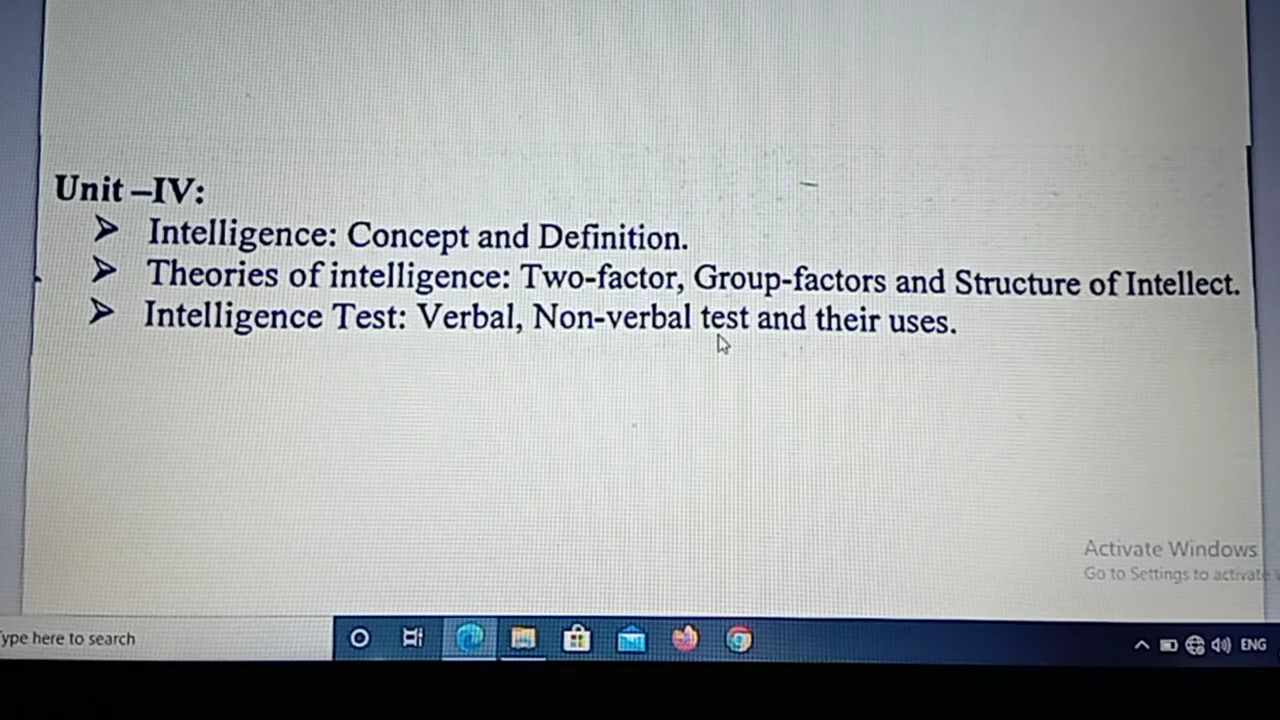 Unit –IV:
➢ Intelligence: Concept and Definition.
➢ Theories of intelligence: Two-factor, Group-factors and Structure of Intellect.
➢ Intelligence Test: Verbal, Non-verbal test and their uses.
Activate Windows
Go to Settings to activate
ype here to search
ENG